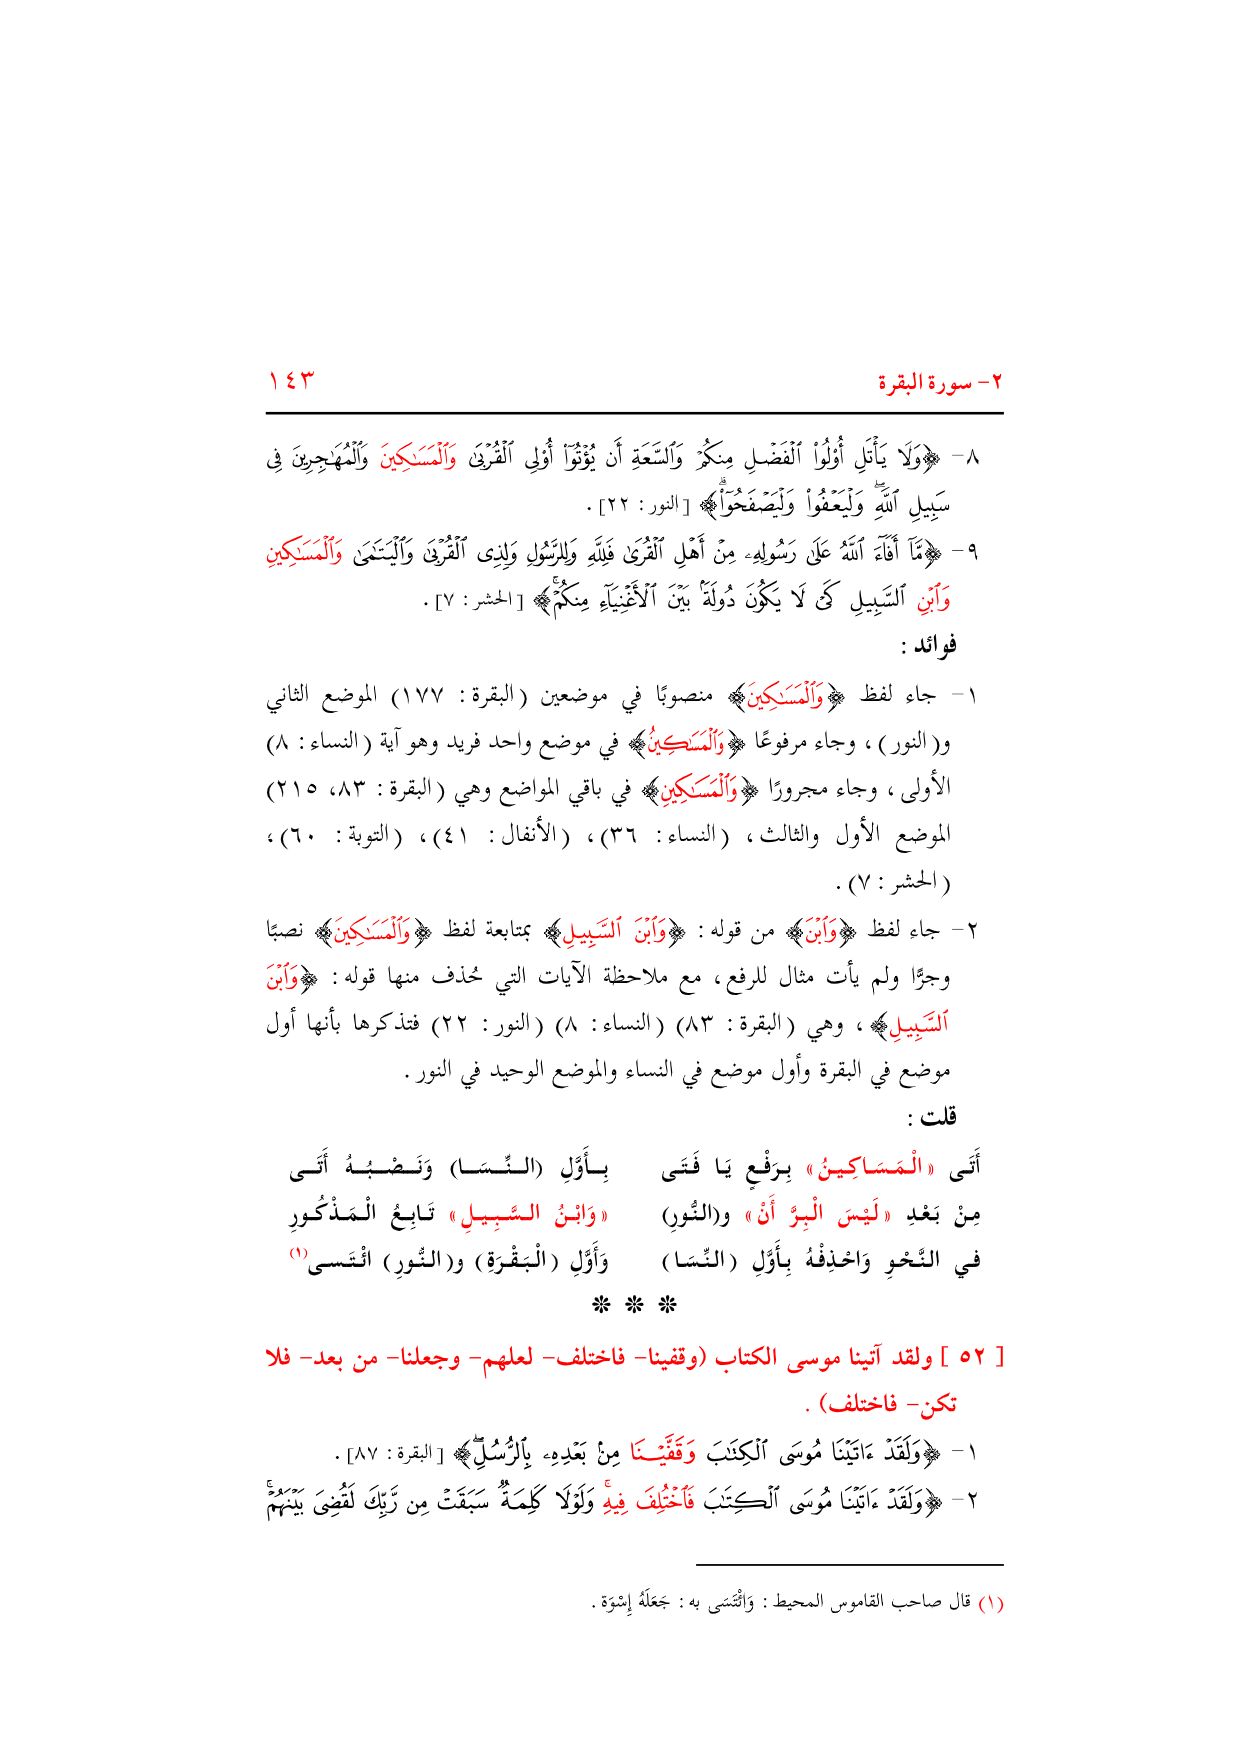 ٢- سورة البقرة ١٤٣
٨- ﴿وَلَا يَأْتَلِ أُوْلُواْ ٱلْفَضْلِ مِنكُمْ وَٱلسَّعَةِ أَن يُؤْتُوٓاْ أُوْلِى ٱلْقُرْبَىٰ وَٱلْمَسَٰكِينَ وَٱلْمُهَٰجِرِينَ فِى
سَبِيلِ ٱللَّهِۖ وَلْيَعْفُواْ وَلْيَصْفَحُوٓاْۗ﴾ [النور: ٢٢].
٩- ﴿مَّآ أَفَآءَ ٱللَّهُ عَلَىٰ رَسُولِهِۦ مِنْ أَهْلِ ٱلْقُرَىٰ فَلِلَّهِ وَلِلرَّسُولِ وَلِذِى ٱلْقُرْبَىٰ وَٱلْيَتَٰمَىٰ وَٱلْمَسَٰكِينِ
وَٱبْنِ ٱلسَّبِيلِ كَىْ لَا يَكُونَ دُولَةًۢ بَيْنَ ٱلْأَغْنِيَآءِ مِنكُمْۚ﴾ [الحشر: ٧].
فوائد:
١- جاء لفظ ﴿وَٱلْمَسَٰكِينَ﴾ منصوبًا في موضعين (البقرة: ١٧٧) الموضع الثاني
و(النور)، وجاء مرفوعًا ﴿وَٱلْمَسَٰكِينُ﴾ في موضع واحد فريد وهو آية (النساء: ٨)
الأولى، وجاء مجرورًا ﴿وَٱلْمَسَٰكِينِ﴾ في باقي المواضع وهي (البقرة: ٨٣، ٢١٥)
الموضع الأول والثالث، (النساء: ٣٦)، (الأنفال: ٤١)، (التوبة: ٦٠)،
(الحشر: ٧).
٢- جاء لفظ ﴿وَٱبْنَ﴾ من قوله: ﴿وَٱبْنَ ٱلسَّبِيلِ﴾ بمتابعة لفظ ﴿وَٱلْمَسَٰكِينَ﴾ نصبًا
وجرًّا ولم يأت مثال للرفع، مع ملاحظة الآيات التي حُذف منها قوله: ﴿وَٱبْنَ
ٱلسَّبِيلِ﴾، وهي (البقرة: ٨٣) (النساء: ٨) (النور: ٢٢) فتذكرها بأنها أول
موضع في البقرة وأول موضع في النساء والموضع الوحيد في النور.
قلت:
أَتَى «الْمَسَاكِينُ» بِرَفْعٍ يَا فَتَى بِأَوَّلِ (النِّسَا) وَنَصْبُهُ أَتَى
مِنْ بَعْدِ «لَيْسَ الْبِرَّ أَنْ» و(النُّورِ) «وَابْنُ السَّبِيلِ» تَابِعُ الْمَذْكُورِ
فِي النَّحْوِ وَاحْذِفْهُ بِأَوَّلِ (النِّسَا) وَأَوَّلِ (الْبَقْرَةِ) و(النُّورِ) ائْتَسى(١)
* * *
[٥٢] ولقد آتينا موسى الكتاب (وقفينا- فاختلف- لعلهم- وجعلنا- من بعد- فلا
تكن- فاختلف).
١- ﴿وَلَقَدْ ءَاتَيْنَا مُوسَى ٱلْكِتَٰبَ وَقَفَّيْنَا مِنۢ بَعْدِهِۦ بِٱلرُّسُلِۖ﴾ [البقرة: ٨٧].
٢- ﴿وَلَقَدْ ءَاتَيْنَا مُوسَى ٱلْكِتَٰبَ فَٱخْتُلِفَ فِيهِۚ وَلَوْلَا كَلِمَةٌ سَبَقَتْ مِن رَّبِّكَ لَقُضِىَ بَيْنَهُمْۚ
(١) قال صاحب القاموس المحيط: وَائْتَسَى به: جَعَلَهُ إِسْوَة.